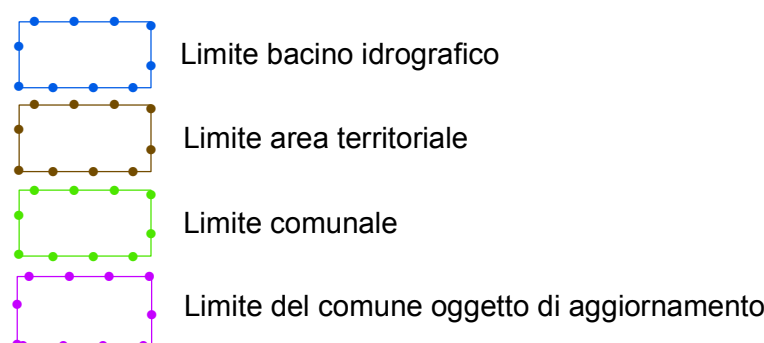 Limite bacino idrografico
Limite area territoriale
Limite comunale
Limite del comune oggetto di aggiornamento